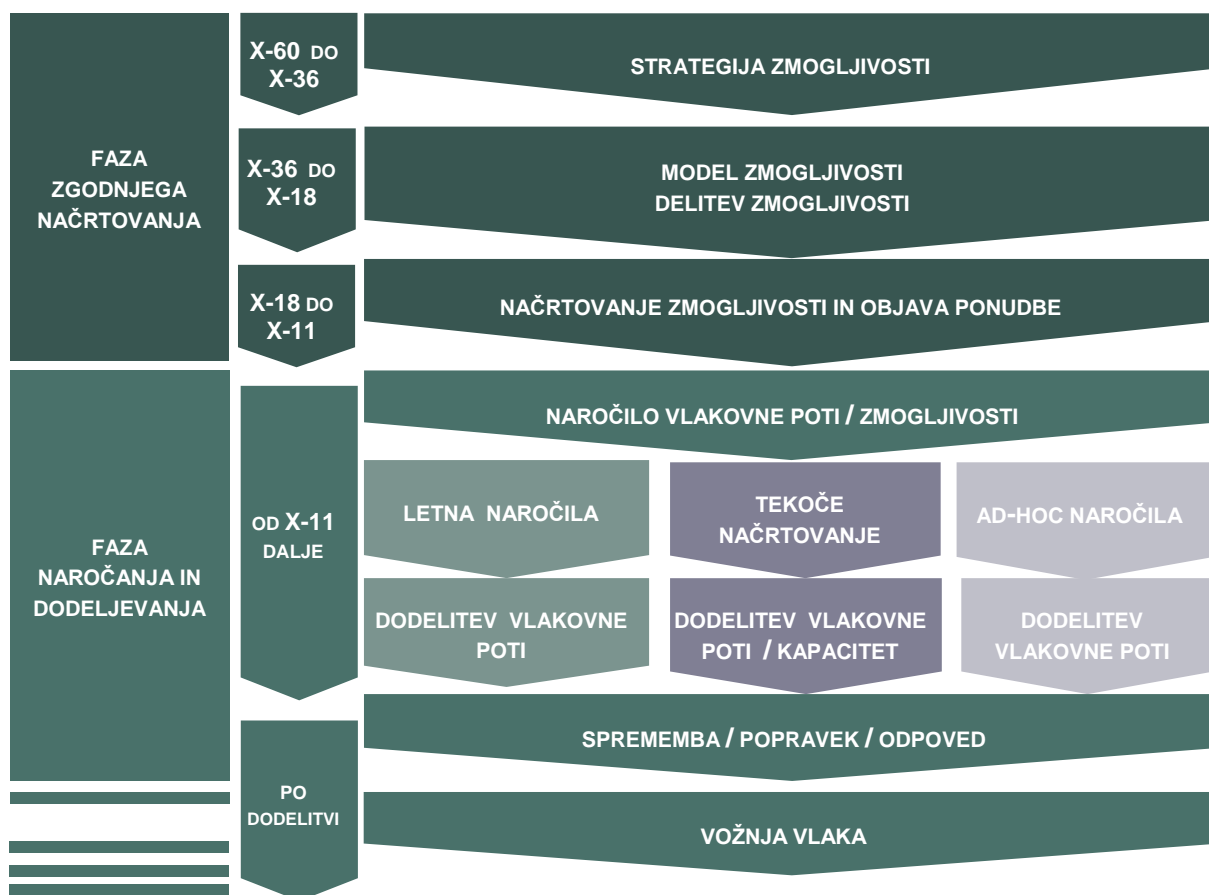 FAZA
ZGODNJEGA
NAČRTOVANJA
X-60 DO
X-36
STRATEGIJA ZMOGLJIVOSTI
X-36 DO
X-18
MODEL ZMOGLJIVOSTI
DELITEV ZMOGLJIVOSTI
X-18 DO
X-11
NAČRTOVANJE ZMOGLJIVOSTI IN OBJAVA PONUDBE
FAZA
NAROČANJA IN
DODELJEVANJA
OD X-11
DALJE
NAROČILO VLAKOVNE POTI / ZMOGLJIVOSTI
LETNA NAROČILA
TEKOČE
NAČRTOVANJE
AD-HOC NAROČILA
DODELITEV VLAKOVNE
POTI
DODELITEV VLAKOVNE
POTI / KAPACITET
DODELITEV
VLAKOVNE POTI
PO
DODELITVI
SPREMEMBA / POPRAVEK / ODPOVED
VOŽNJA VLAKA